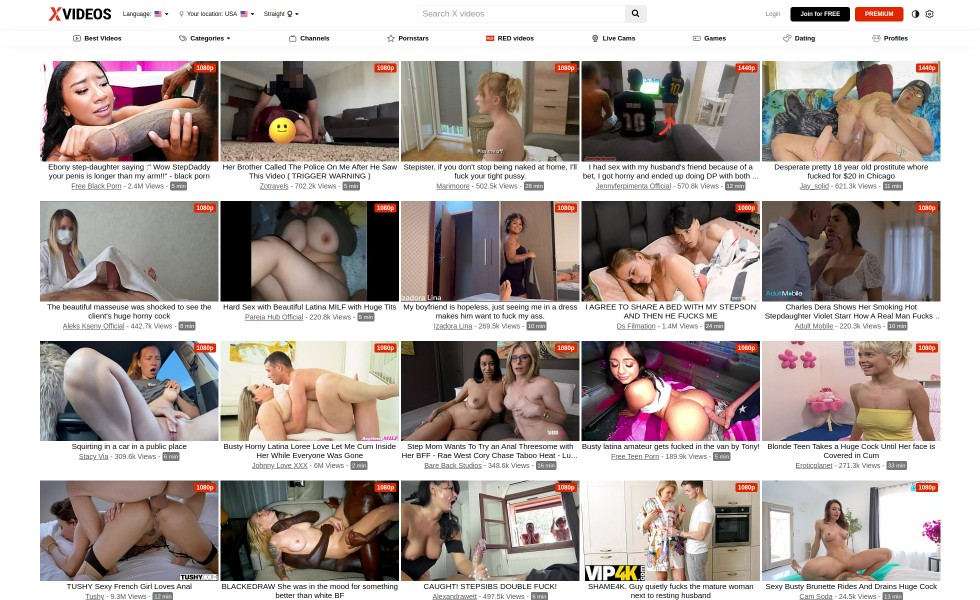 XVIDEOS
Language:
Your location: USA
Straight
Search X videos
Login
Join for FREE
PREMIUM
Best Videos
Categories
Channels
Pornstars
RED videos
Live Cams
Games
Dating
Profiles
1080p
1080p
1080p
1440p
1440p
Ebony step-daughter saying :" Wow StepDaddy
your penis is longer than my arm!!" - black porn
Free Black Porn - 2.4M Views - 5 min
Her Brother Called The Police On Me After He Saw
This Video ( TRIGGER WARNING )
Zotravels - 702.2k Views - 5 min
Stepister, if you don't stop being naked at home, I'll
fuck your tight pussy.
Marimoore - 502.5k Views - 28 min
10
10
I had sex with my husband's friend because of a
bet, I got horny and ended up doing DP with both ...
Jennyferpimenta Official - 570.8k Views - 12 min
Desperate pretty 18 year old prostitute whore
fucked for $20 in Chicago
Jay_solid - 621.3k Views - 11 min
1080p
1080p
1080p
1080p
1080p
The beautiful masseuse was shocked to see the
client's huge horny cock
Aleks Kseny Official - 442.7k Views - 8 min
Hard Sex with Beautiful Latina MILF with Huge Tits
Pareja Hub Official - 220.8k Views - 5 min
zadora Lina
My boyfriend is hopeless, just seeing me in a dress
makes him want to fuck my ass.
Izadora Lina - 269.5k Views - 10 min
I AGREE TO SHARE A BED WITH MY STEPSON
AND THEN HE FUCKS ME
Ds Filmation - 1.4M Views - 24 min
AdultMobile
Charles Dera Shows Her Smoking Hot
Stepdaughter Violet Starr How A Real Man Fucks ..
Adult Mobile - 220.3k Views - 10 min
1080p
1080p
1080p
1080p
1080p
Squirting in a car in a public place
Stacy Via - 309.6k Views - 6 min
Busty Horny Latina Loree Love Let Me Cum Inside
Her While Everyone Was Gone
Johnny Love XXX - 6M Views - 2 min
Step Mom Wants To Try an Anal Threesome with
Her BFF - Rae West Cory Chase Taboo Heat - Lu...
Bare Back Studios - 348.6k Views - 16 min
Busty latina amateur gets fucked in the van by Tony!
Free Teen Porn - 189.9k Views - 5 min
Blonde Teen Takes a Huge Cock Until Her face is
Covered in Cum
Eroticplanet - 271.3k Views - 33 min
1080p
1080p
1080p
1080p
1080p
TUSHY Sexy French Girl Loves Anal
Tushy - 9.3M Views - 12 min
BLACKEDRAW She was in the mood for something
better than white BF
CAUGHT! STEPSIBS DOUBLE FUCK!
Alexandrawett - 497.5k Views - 6 min
VIP4K
SHAME4K. Guy quietly fucks the mature woman
next to resting husband
Sexy Busty Brunette Rides And Drains Huge Cock
Cam Soda - 24.5k Views - 13 min